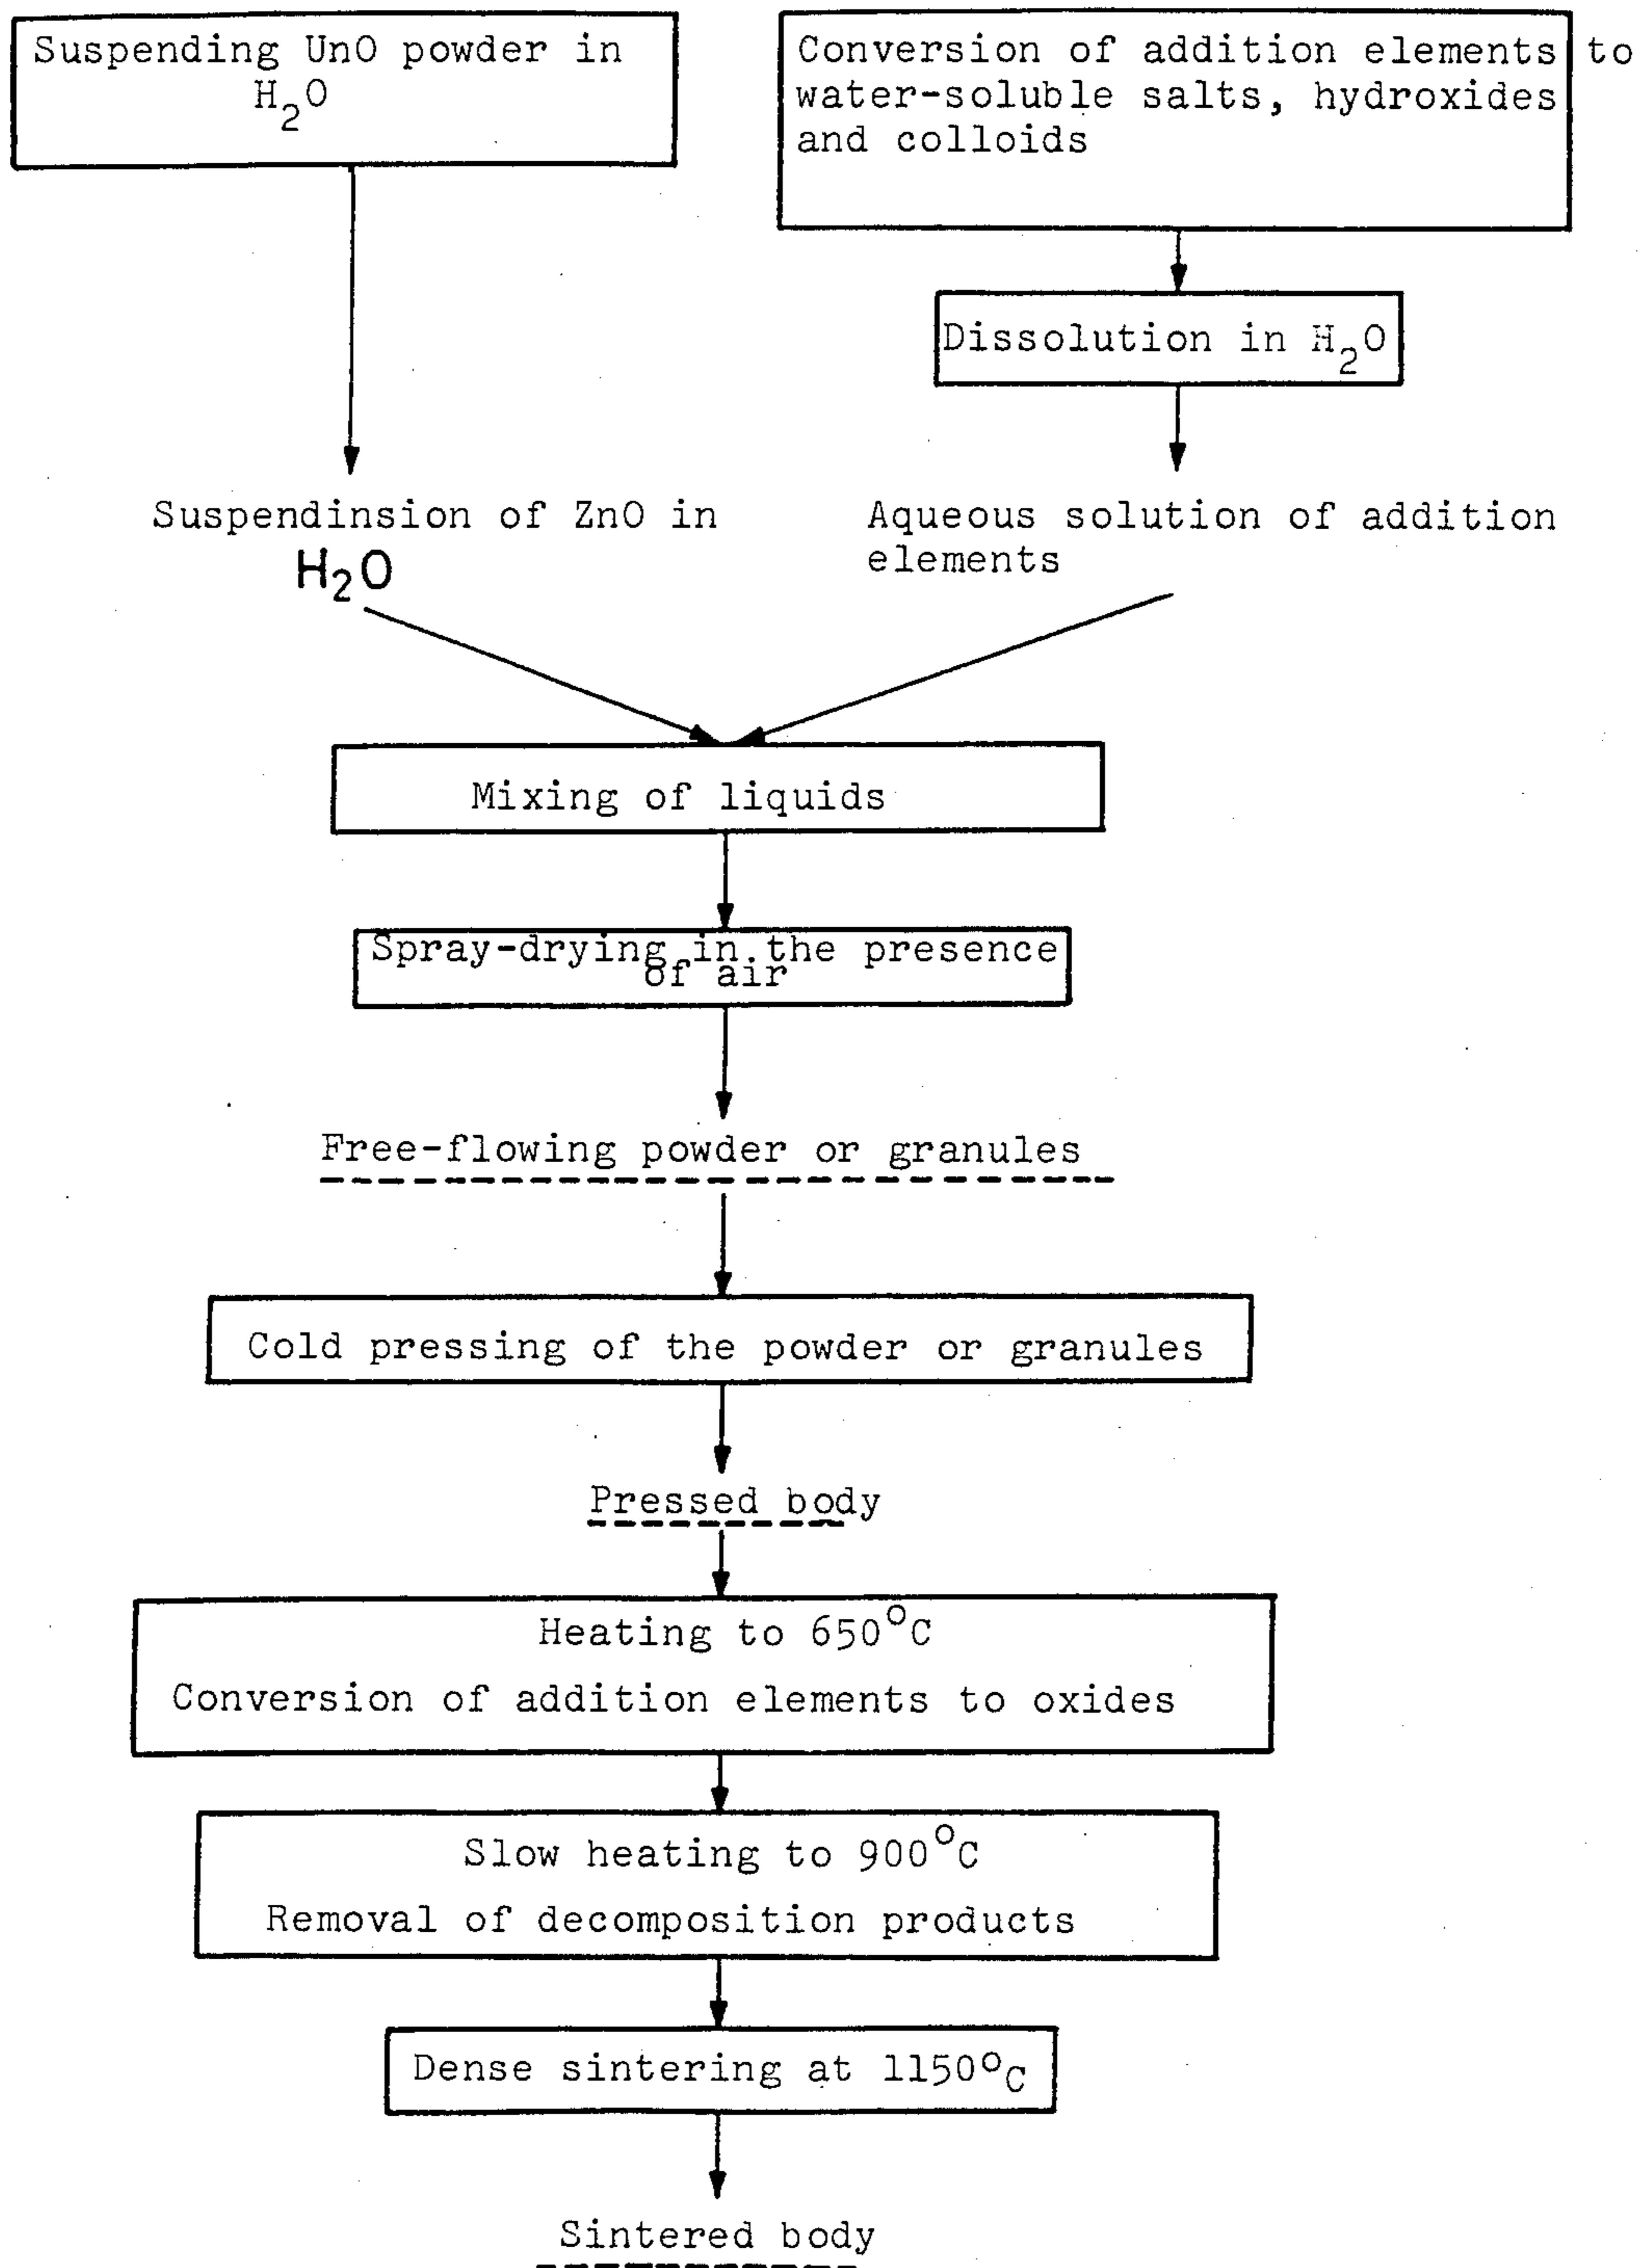 Suspending UnO powder in
H2O
Conversion of addition elements to
water-soluble salts, hydroxides
and colloids
Dissolution in H2O
Suspendinsion of ZnO in
H2O
Aqueous solution of addition
elements
Mixing of liquids
Spray-drying in the presence
of air
Free-flowing powder or granules
Cold pressing of the powder or granules
Pressed body
Heating to 650°C
Conversion of addition elements to oxides
Slow heating to 900°C
Removal of decomposition products
Dense sintering at 1150°C
Sintered body